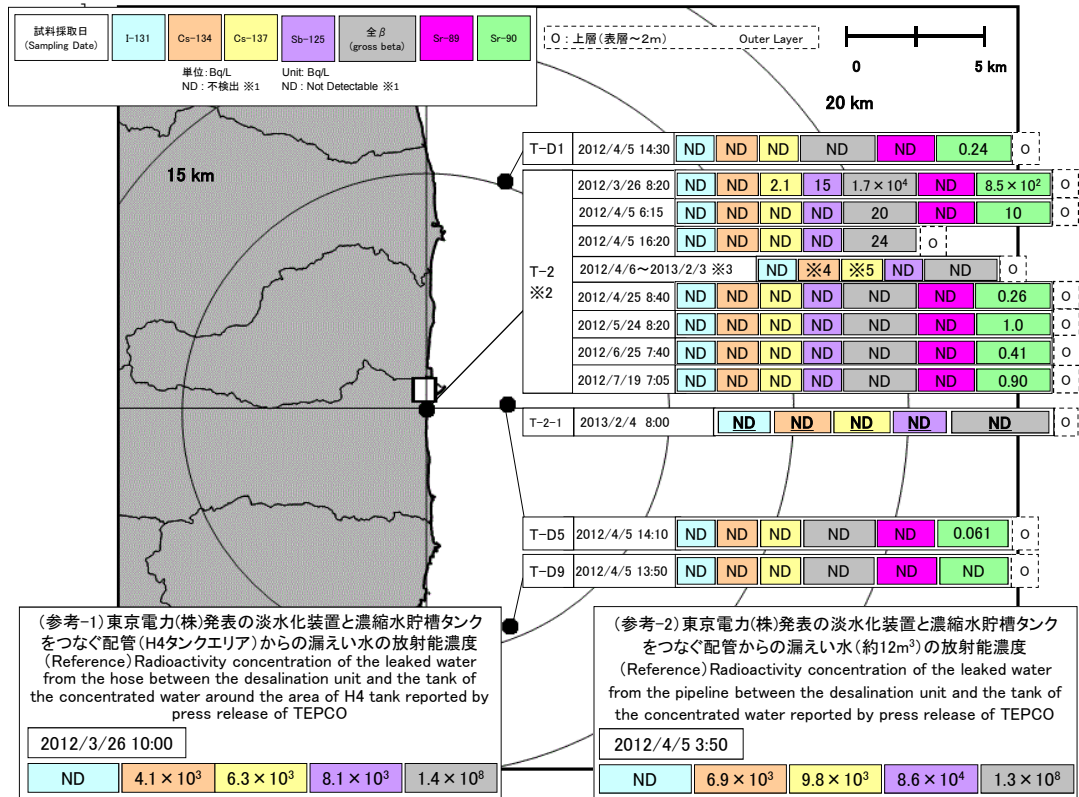 試料採取日 I-131 Cs-134 Cs-137 Sb-125 全β Sr-89 Sr-90
(Sampling Date) (gross beta)
単位:Bq/L Unit: Bq/L
ND:不検出 ※1 ND : Not Detectable ※1
O:上層(表層~2m) Outer Layer
0 5 km
20 km
15 km
T-D1 2012/4/5 14:30 ND ND ND ND ND 0.24 O
T-2
※2
2012/3/26 8:20 ND ND 2.1 15 1.7×10⁴ ND 8.5×10² O
2012/4/5 6:15 ND ND ND ND 20 ND 10 O
2012/4/5 16:20 ND ND ND ND 24 O
2012/4/6~2013/2/3 ※3 ND ※4 ※5 ND ND O
2012/4/25 8:40 ND ND ND ND ND ND 0.26 O
2012/5/24 8:20 ND ND ND ND ND ND 1.0 O
2012/6/25 7:40 ND ND ND ND ND ND 0.41 O
2012/7/19 7:05 ND ND ND ND ND ND 0.90 O
T-2-1 2013/2/4 8:00 ND ND ND ND ND O
T-D5 2012/4/5 14:10 ND ND ND ND ND 0.061 O
T-D9 2012/4/5 13:50 ND ND ND ND ND ND O
(参考-1)東京電力(株)発表の淡水化装置と濃縮水貯槽タンク
をつなぐ配管(H4タンクエリア)からの漏えい水の放射能濃度
(Reference)Radioactivity concentration of the leaked water
from the hose between the desalination unit and the tank of
the concentrated water around the area of H4 tank reported by
press release of TEPCO
2012/3/26 10:00
ND 4.1×10³ 6.3×10³ 8.1×10³ 1.4×10⁸
(参考-2)東京電力(株)発表の淡水化装置と濃縮水貯槽タンク
をつなぐ配管からの漏えい水(約12m³)の放射能濃度
(Reference)Radioactivity concentration of the leaked water
from the pipeline between the desalination unit and the tank of
the concentrated water reported by press release of TEPCO
2012/4/5 3:50
ND 6.9×10³ 9.8×10³ 8.6×10⁴ 1.3×10⁸